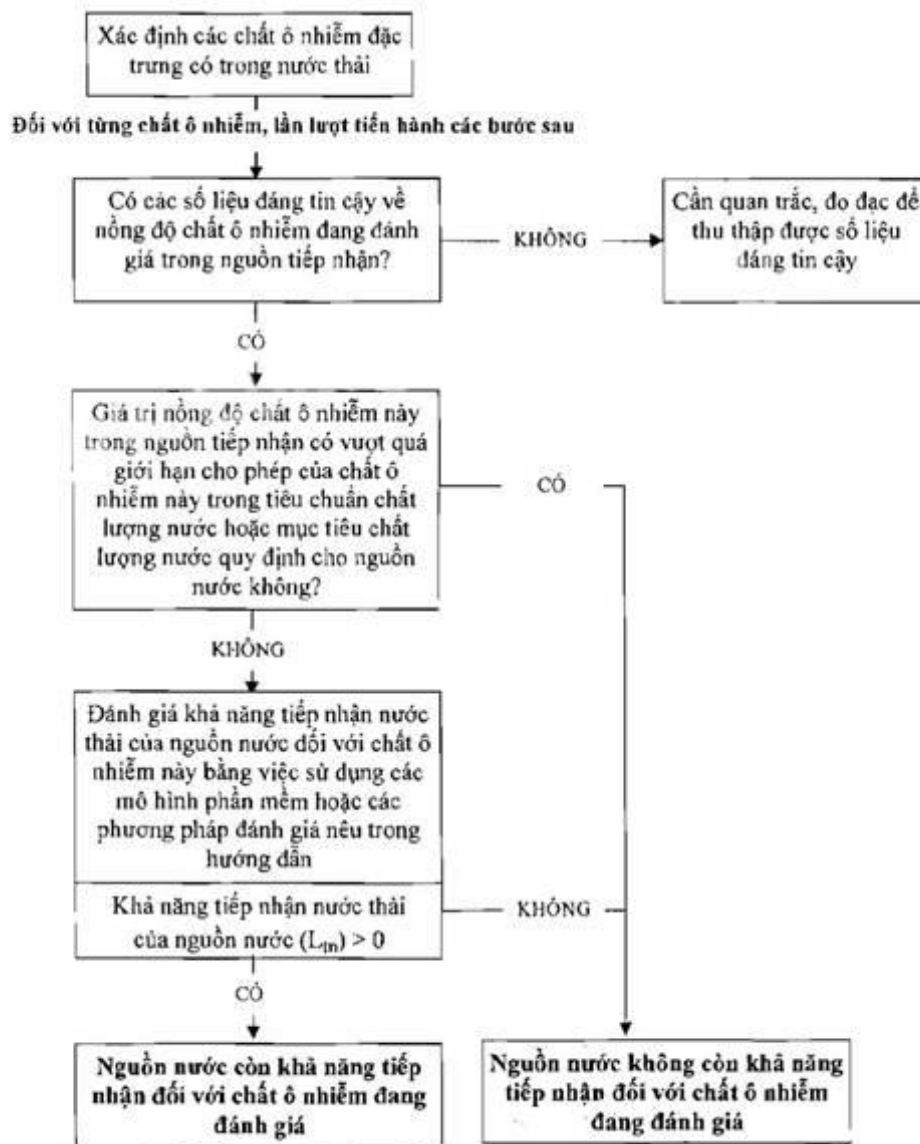 Xác định các chất ô nhiễm đặc
trưng có trong nước thải
Đối với từng chất ô nhiễm, lần lượt tiến hành các bước sau
Có các số liệu đáng tin cậy về
nồng độ chất ô nhiễm đang đánh
giá trong nguồn tiếp nhận?
KHÔNG
Cần quan trắc, đo đạc để
thu thập được số liệu
đáng tin cậy
CÓ
Giá trị nồng độ chất ô nhiễm này
trong nguồn tiếp nhận có vượt quá
giới hạn cho phép của chất ô
nhiễm này trong tiêu chuẩn chất
lượng nước hoặc mục tiêu chất
lượng nước quy định cho nguồn
nước không?
CÓ
KHÔNG
Đánh giá khả năng tiếp nhận nước
thải của nguồn nước đối với chất ô
nhiễm này bằng việc sử dụng các
mô hình phần mềm hoặc các
phương pháp đánh giá nêu trong
hướng dẫn
Khả năng tiếp nhận nước thải
của nguồn nước (Ltn) > 0
KHÔNG
CÓ
Nguồn nước còn khả năng tiếp
nhận đối với chất ô nhiễm đang
đánh giá
Nguồn nước không còn khả năng
tiếp nhận đối với chất ô nhiễm
đang đánh giá